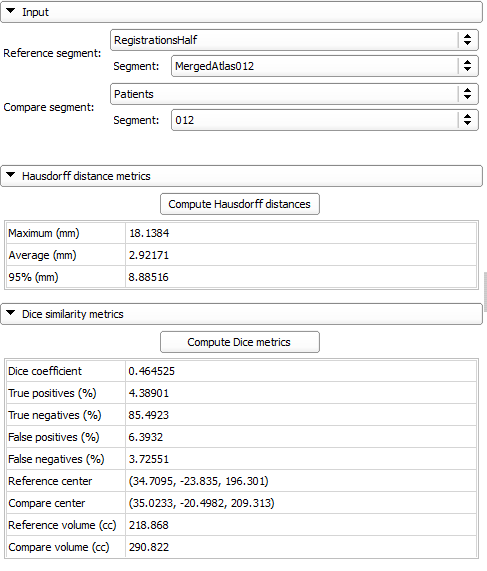 Input
Reference segment:
RegistrationsHalf
Segment: MergedAtlas012
Compare segment:
Patients
Segment: 012
Hausdorff distance metrics
Compute Hausdorff distances
Maximum (mm) 18.1384
Average (mm) 2.92171
95% (mm) 8.88516
Dice similarity metrics
Compute Dice metrics
Dice coefficient 0.464525
True positives (%) 4.38901
True negatives (%) 85.4923
False positives (%) 6.3932
False negatives (%) 3.72551
Reference center (34.7095, -23.835, 196.301)
Compare center (35.0233, -20.4982, 209.313)
Reference volume (cc) 218.868
Compare volume (cc) 290.822